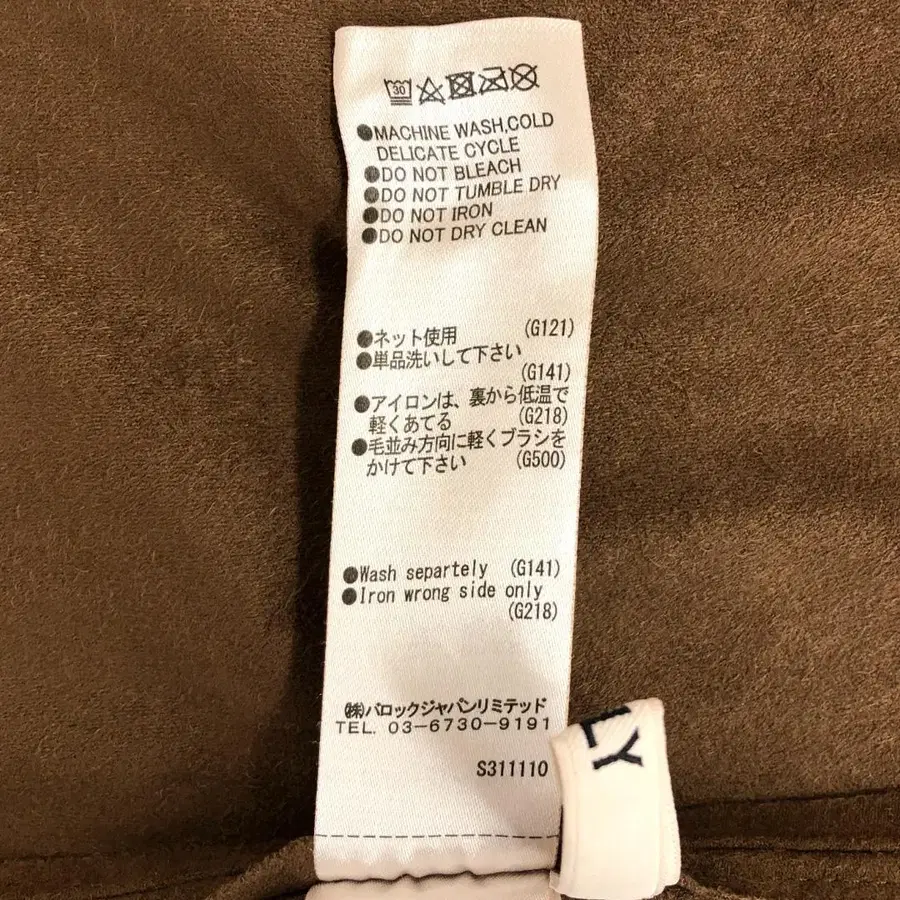 30
●MACHINE WASH,COLD
DELICATE CYCLE
●DO NOT BLEACH
●DO NOT TUMBLE DRY
●DO NOT IRON
●DO NOT DRY CLEAN
●ネット使用 (G121)
●単品洗いして下さい
(G141)
●アイロンは、裏から低温で
軽くあてる (G218)
●毛並み方向に軽くブラシを
かけて下さい (G500)
●Wash separtely (G141)
●Iron wrong side only
(G218)
㈱バロックジャパンリミテッド
TEL. 03-6730-9191
S311110
LY